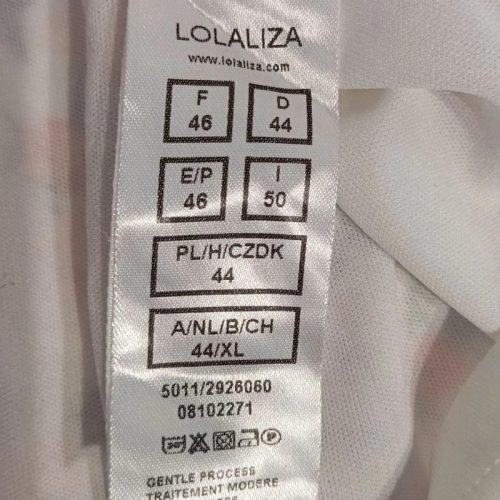 LOLALIZA
www.lolaliza.com
F D
46 44
E/P I
46 50
PL/H/CZDK
44
A/NL/B/CH
44/XL
5011/2926060
08102271
GENTLE PROCESS
TRAITEMENT MODERE